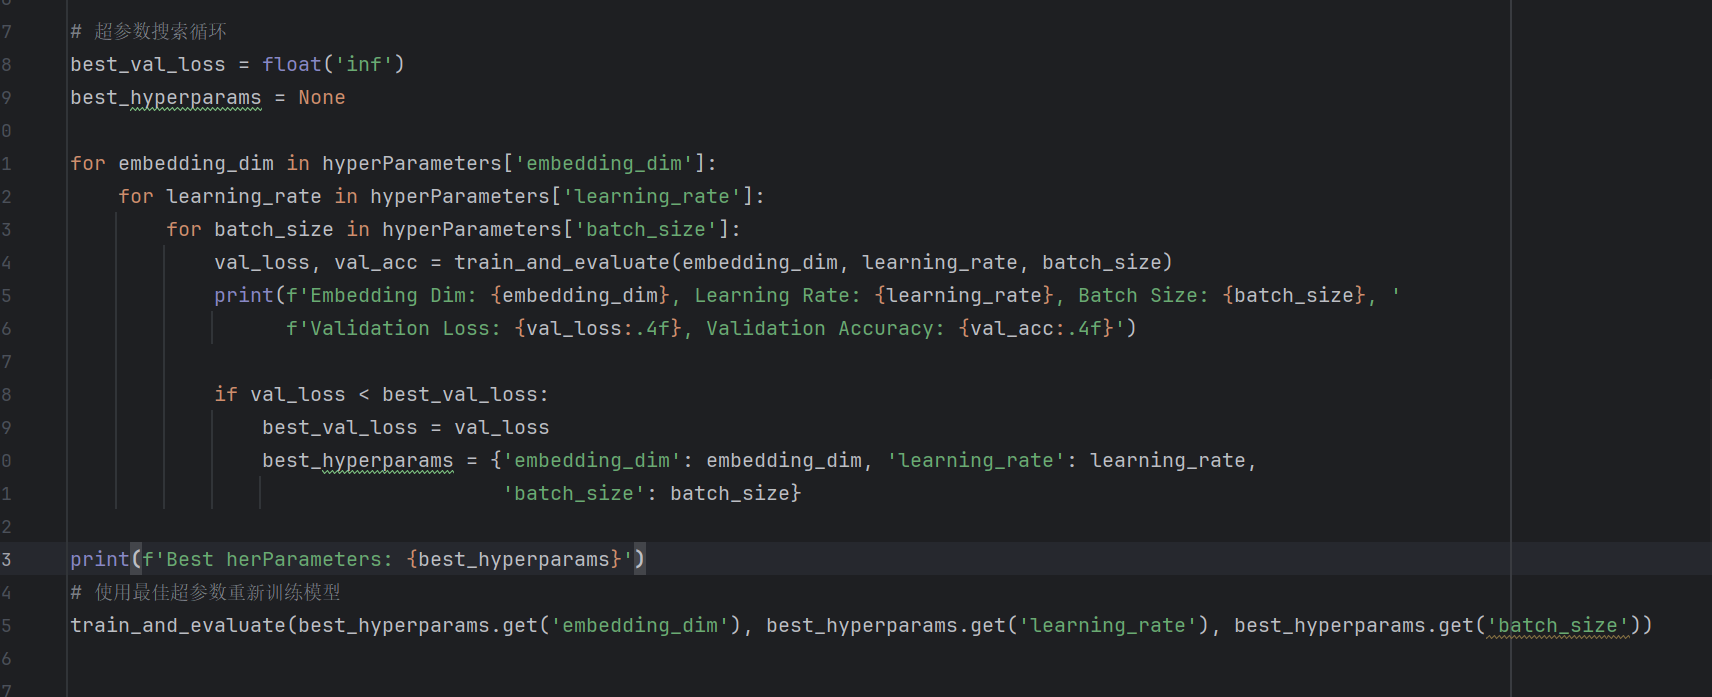 7 # 超参数搜索循环
8 best_val_loss = float('inf')
9 best_hyperparams = None
0
1 for embedding_dim in hyperParameters['embedding_dim']:
2 for learning_rate in hyperParameters['learning_rate']:
3 for batch_size in hyperParameters['batch_size']:
4 val_loss, val_acc = train_and_evaluate(embedding_dim, learning_rate, batch_size)
5 print(f'Embedding Dim: {embedding_dim}, Learning Rate: {learning_rate}, Batch Size: {batch_size}, '
6 f'Validation Loss: {val_loss:.4f}, Validation Accuracy: {val_acc:.4f}')
7
8 if val_loss < best_val_loss:
9 best_val_loss = val_loss
0 best_hyperparams = {'embedding_dim': embedding_dim, 'learning_rate': learning_rate,
1 'batch_size': batch_size}
2
3 print(f'Best herParameters: {best_hyperparams}')
4 # 使用最佳超参数重新训练模型
5 train_and_evaluate(best_hyperparams.get('embedding_dim'), best_hyperparams.get('learning_rate'), best_hyperparams.get('batch_size'))
6
7